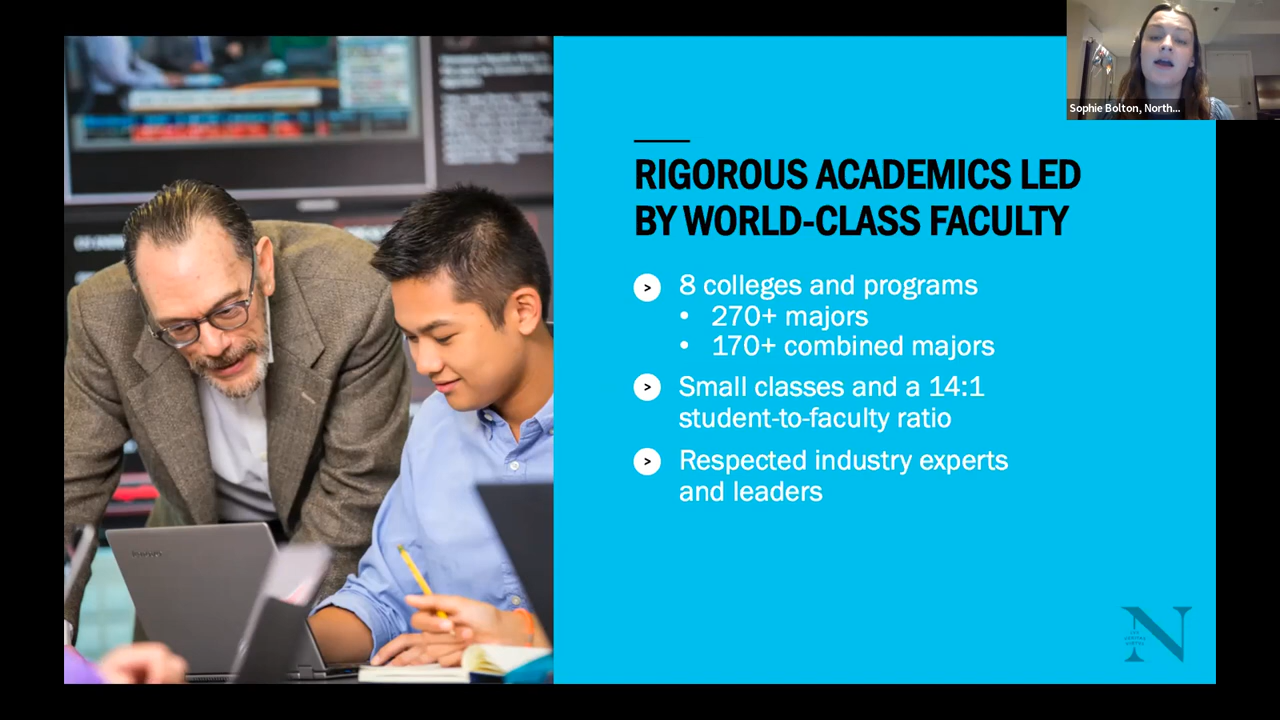 Sophie Bolton, North...
RIGOROUS ACADEMICS LED
BY WORLD-CLASS FACULTY
> 8 colleges and programs
• 270+ majors
• 170+ combined majors
> Small classes and a 14:1
student-to-faculty ratio
> Respected industry experts
and leaders
N